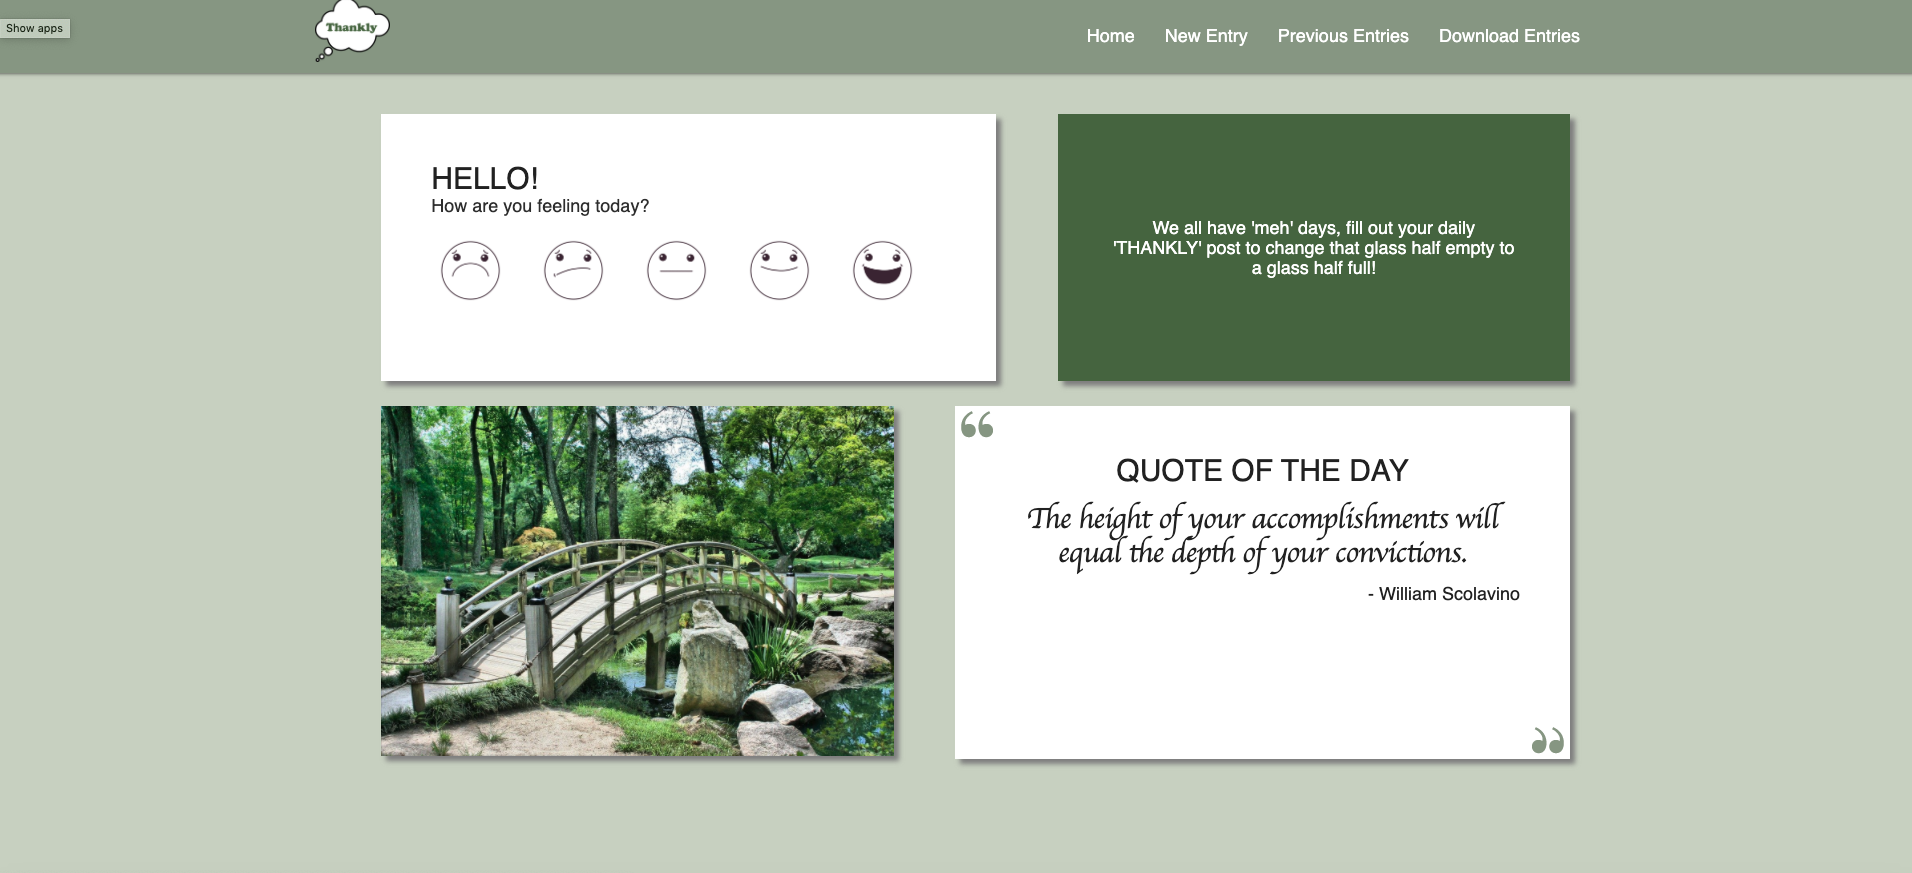 Show apps
Thankly
Home New Entry Previous Entries Download Entries
HELLO!
How are you feeling today?
We all have 'meh' days, fill out your daily
'THANKLY' post to change that glass half empty to
a glass half full!
“
QUOTE OF THE DAY
The height of your accomplishments will
equal the depth of your convictions.
- William Scolavino
”